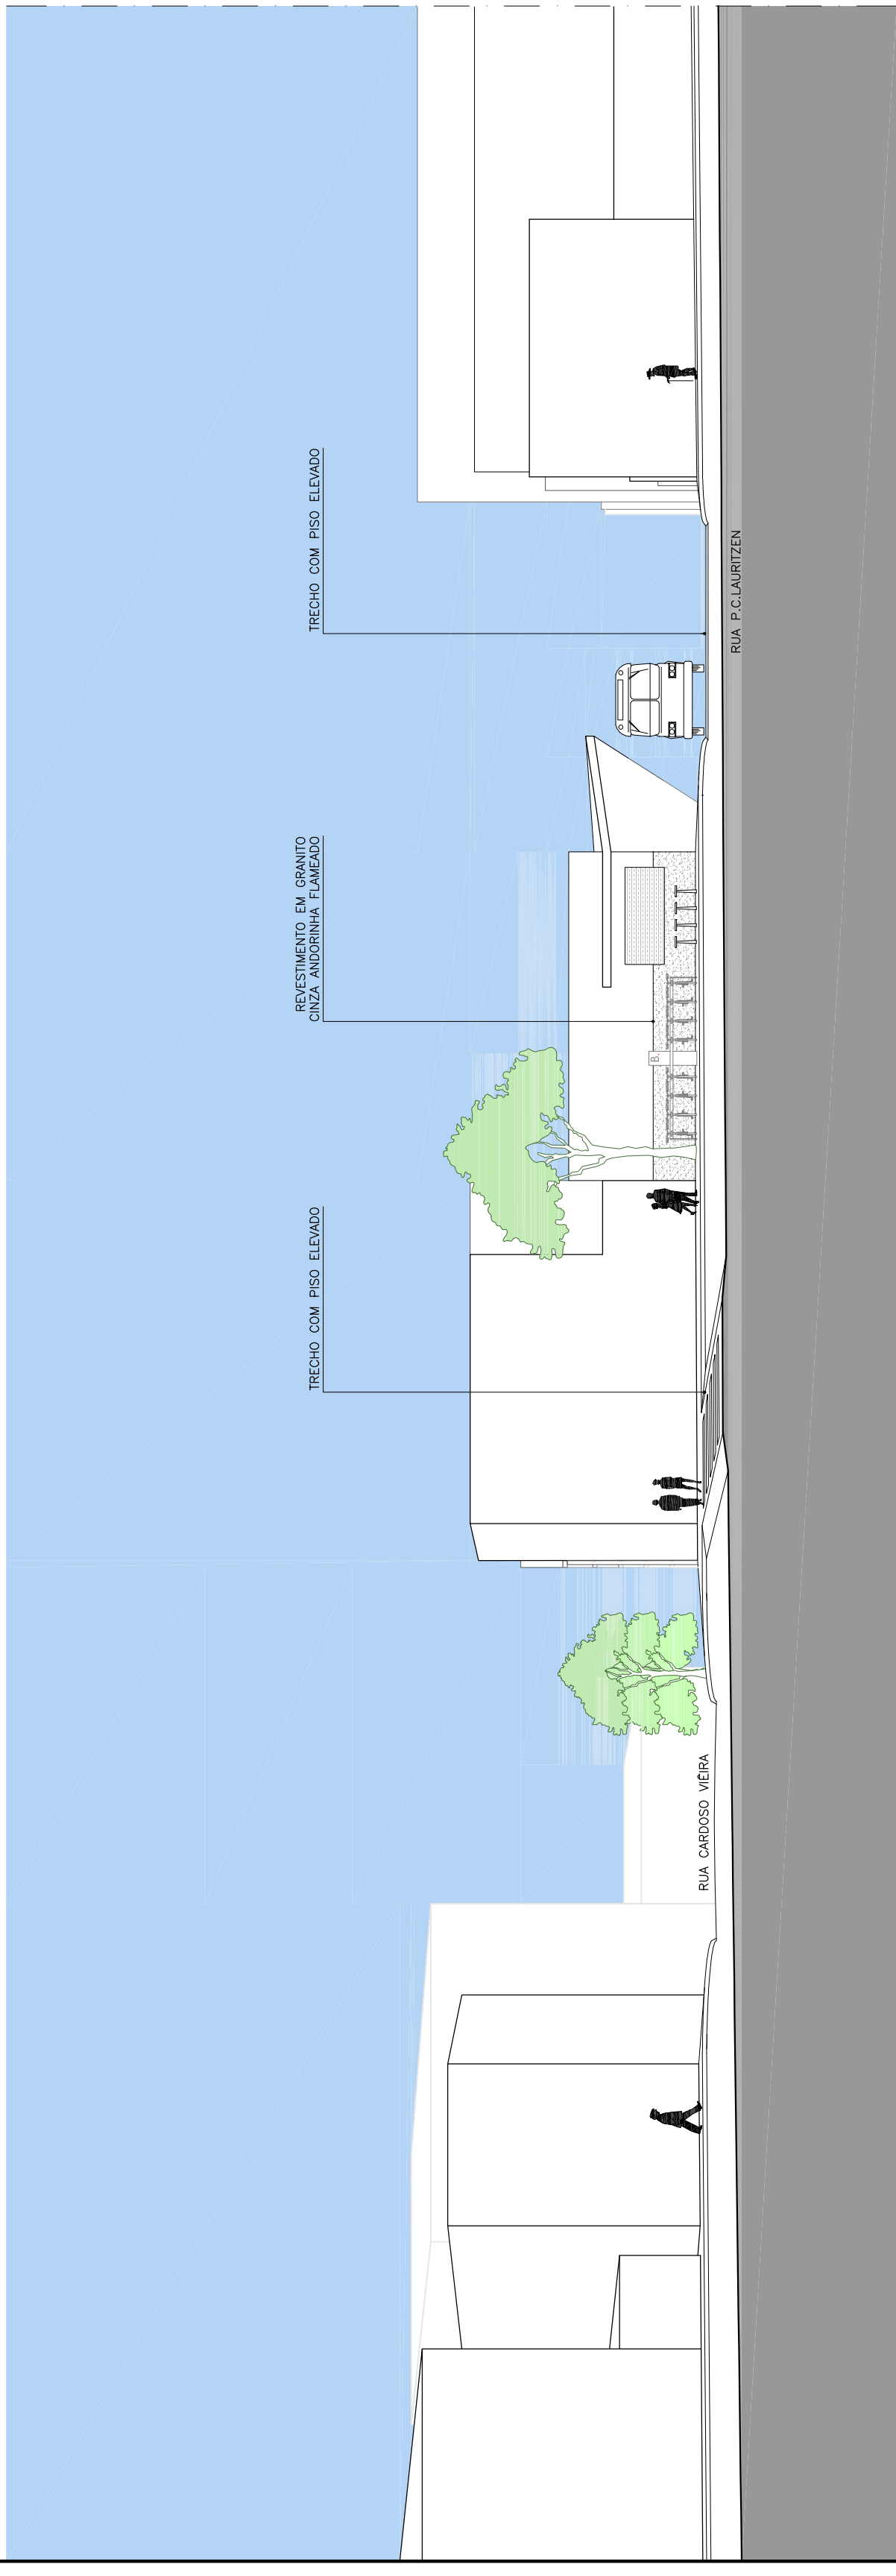 RUA CARDOSO VIEIRA
TRECHO COM PISO ELEVADO
B.
REVESTIMENTO EM GRANITO
CINZA ANDORINHA FLAMEADO
TRECHO COM PISO ELEVADO
RUA P.C.LAURITZEN